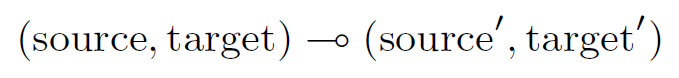 (source, target) ⊸ (source′, target′)